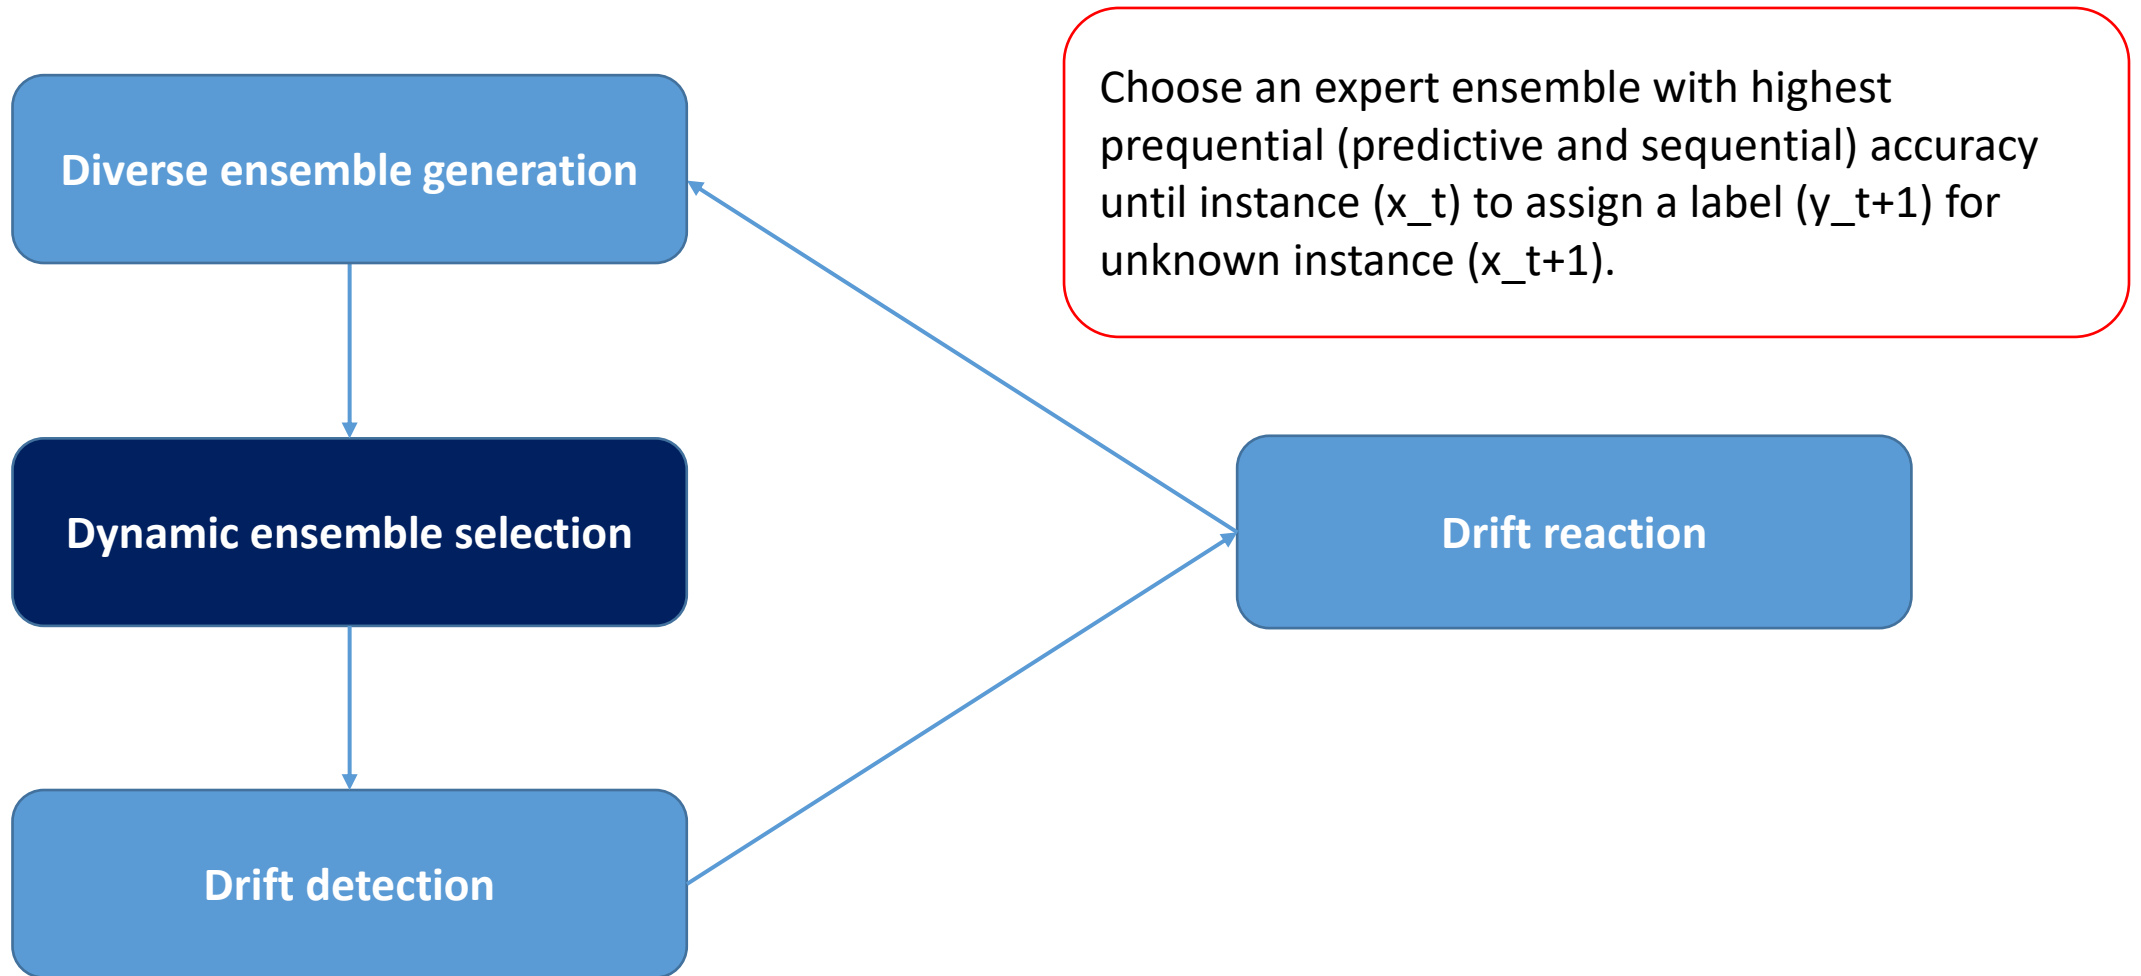 Diverse ensemble generation
Choose an expert ensemble with highest
prequential (predictive and sequential) accuracy
until instance (x_t) to assign a label (y_t+1) for
unknown instance (x_t+1).
Dynamic ensemble selection
Drift reaction
Drift detection